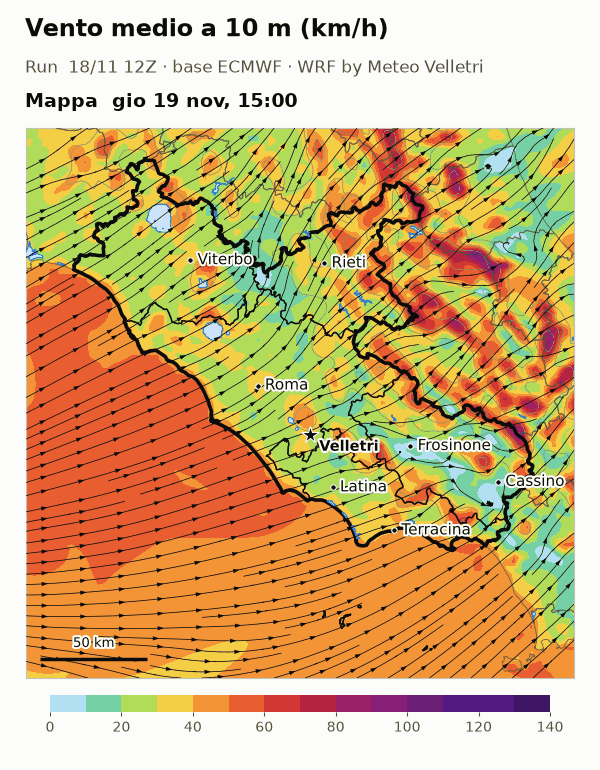 Vento medio a 10 m (km/h)
Run  18/11 12Z · base ECMWF · WRF by Meteo Velletri
Mappa  gio 19 nov, 15:00
Viterbo
Rieti
Roma
Velletri
Frosinone
Cassino
Latina
Terracina
50 km
0 20 40 60 80 100 120 140